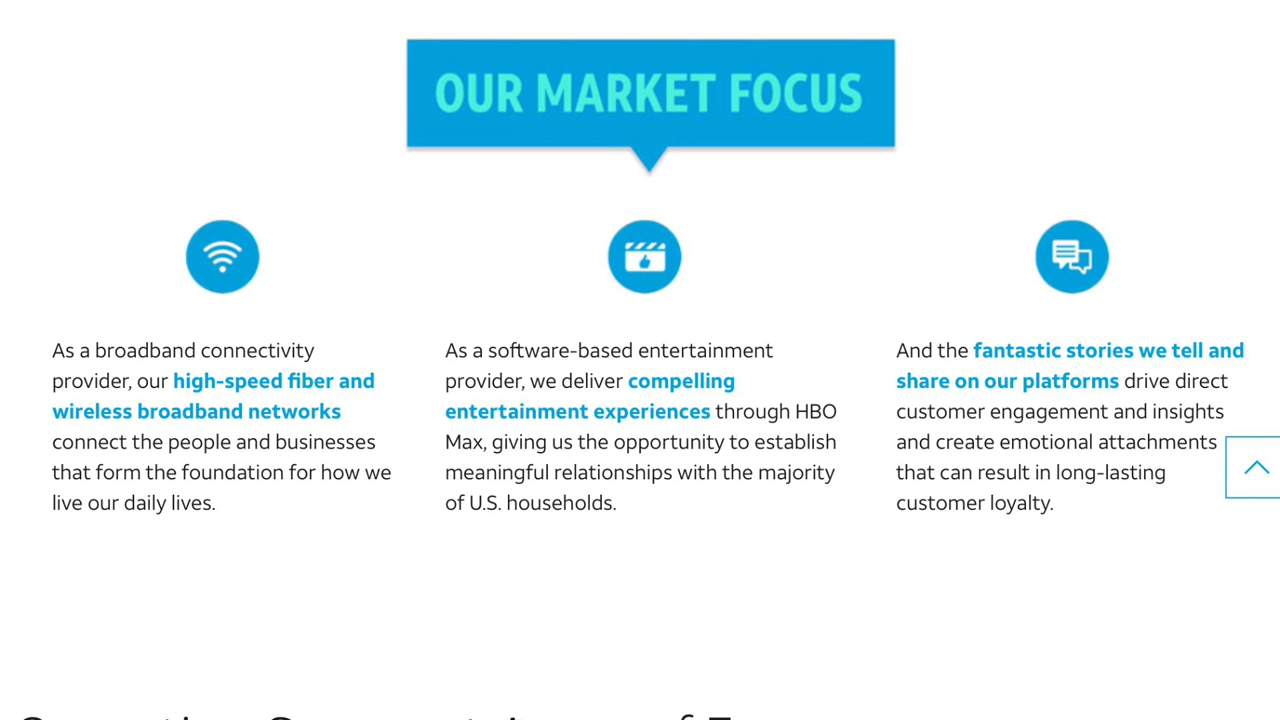 OUR MARKET FOCUS
As a broadband connectivity
provider, our high-speed fiber and
wireless broadband networks
connect the people and businesses
that form the foundation for how we
live our daily lives.
As a software-based entertainment
provider, we deliver compelling
entertainment experiences through HBO
Max, giving us the opportunity to establish
meaningful relationships with the majority
of U.S. households.
And the fantastic stories we tell and
share on our platforms drive direct
customer engagement and insights
and create emotional attachments
that can result in long-lasting
customer loyalty.